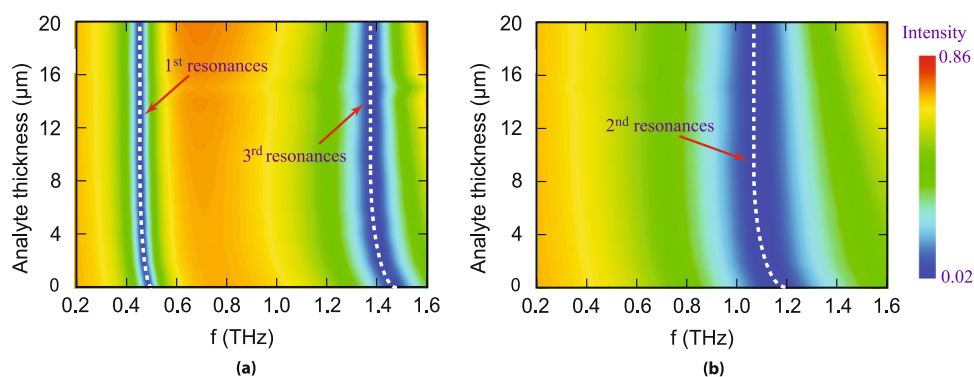 20
16
12
8
4
0
Analyte thickness (μm)
1st resonances
3rd resonances
0.2 0.4 0.6 0.8 1.0 1.2 1.4 1.6
f (THz)
(a)
20
16
12
8
4
0
Analyte thickness (μm)
2nd resonances
0.2 0.4 0.6 0.8 1.0 1.2 1.4 1.6
f (THz)
(b)
Intensity
0.86
0.02